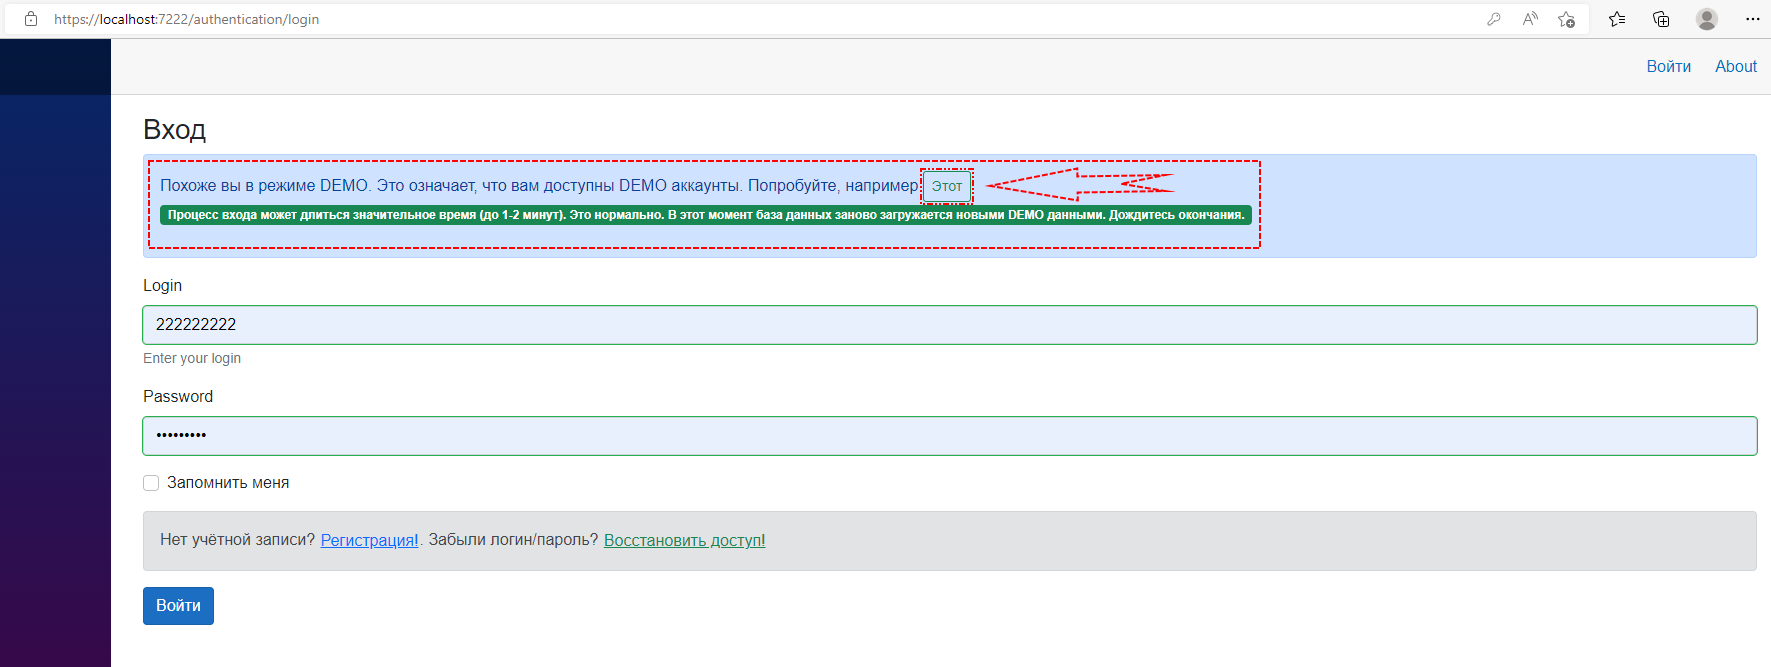 https://localhost:7222/authentication/login
Войти About
Вход
Похоже вы в режиме DEMO. Это означает, что вам доступны DEMO аккаунты. Попробуйте, например Этот
Процесс входа может длиться значительное время (до 1-2 минут). Это нормально. В этот момент база данных заново загружается новыми DEMO данными. Дождитесь окончания.
Login
222222222
Enter your login
Password
•••••••••
Запомнить меня
Нет учётной записи? Регистрация!. Забыли логин/пароль? Восстановить доступ!
Войти